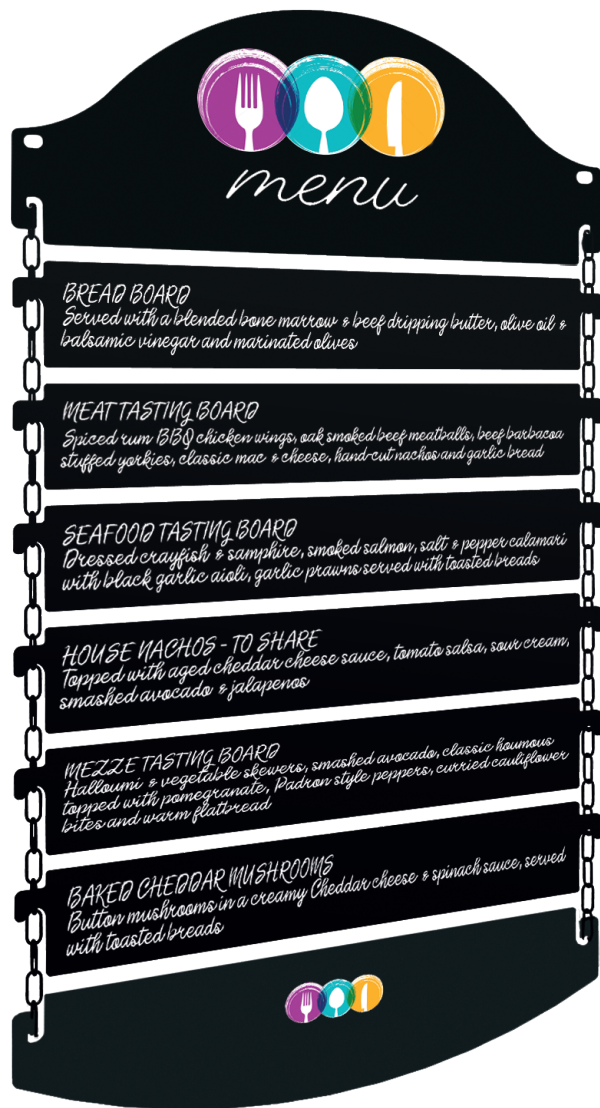 menu
BREAD BOARD
Served with a blended bone marrow & beef dripping butter, olive oil &
balsamic vinegar and marinated olives
MEAT TASTING BOARD
Spiced rum BBQ chicken wings, oak smoked beef meatballs, beef barbacoa
stuffed yorkies, classic mac & cheese, hand-cut nachos and garlic bread
SEAFOOD TASTING BOARD
Dressed crayfish & samphire, smoked salmon, salt & pepper calamari
with black garlic aioli, garlic prawns served with toasted breads
HOUSE NACHOS - TO SHARE
Topped with aged cheddar cheese sauce, tomato salsa, sour cream,
smashed avocado & jalapenos
MEZZE TASTING BOARD
Halloumi & vegetable skewers, smashed avocado, classic houmous
topped with pomegranate, Padron style peppers, curried cauliflower
bites and warm flatbread
BAKED CHEDDAR MUSHROOMS
Button mushrooms in a creamy Cheddar cheese & spinach sauce, served
with toasted breads